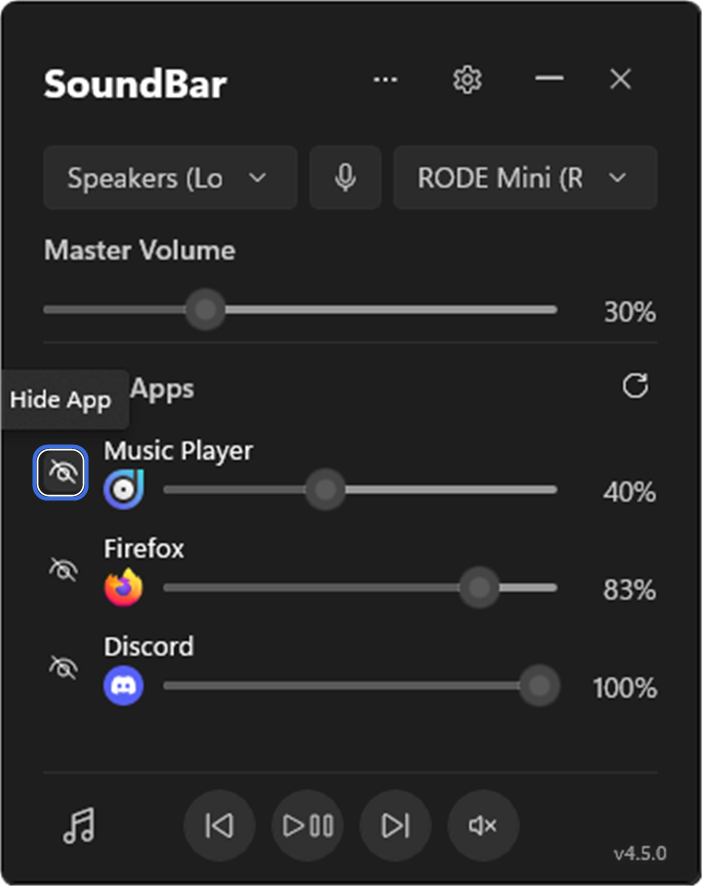 SoundBar
Speakers (Lo
RODE Mini (R
Master Volume
30%
Hide App
Apps
Music Player
40%
Firefox
83%
Discord
100%
v4.5.0